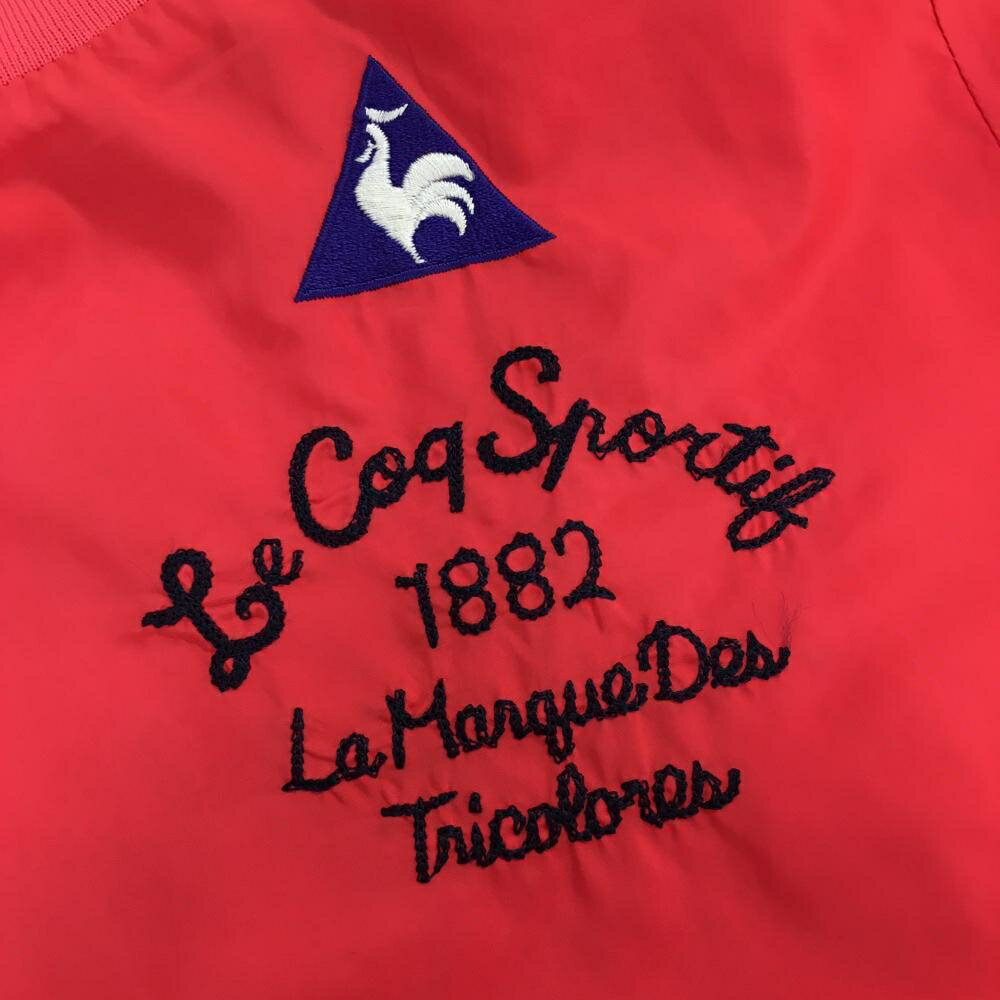 Le Coq Sportif
1882
La Marque Des
Tricolores